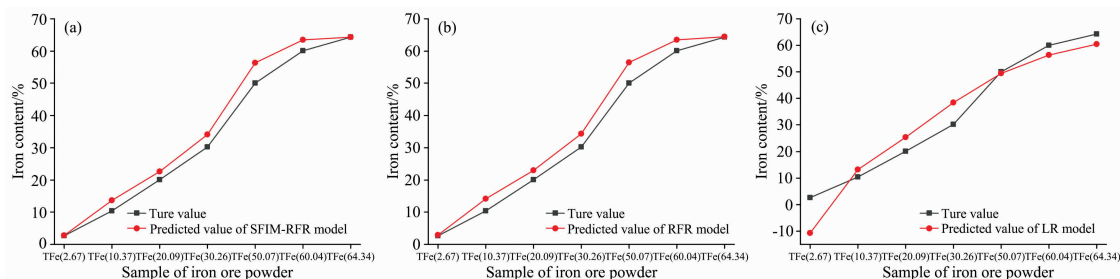 (a)
Iron content/%
70
60
50
40
30
20
10
0
Ture value
Predicted value of SFIM-RFR model
TFe(2.67) TFe(10.37) TFe(20.09) TFe(30.26) TFe(50.07) TFe(60.04) TFe(64.34)
Sample of iron ore powder
(b)
Iron content/%
70
60
50
40
30
20
10
0
Ture value
Predicted value of RFR model
TFe(2.67) TFe(10.37) TFe(20.09) TFe(30.26) TFe(50.07) TFe(60.04) TFe(64.34)
Sample of iron ore powder
(c)
Iron content/%
70
60
50
40
30
20
10
0
-10
Ture value
Predicted value of LR model
TFe(2.67) TFe(10.37) TFe(20.09) TFe(30.26) TFe(50.07) TFe(60.04) TFe(64.34)
Sample of iron ore powder